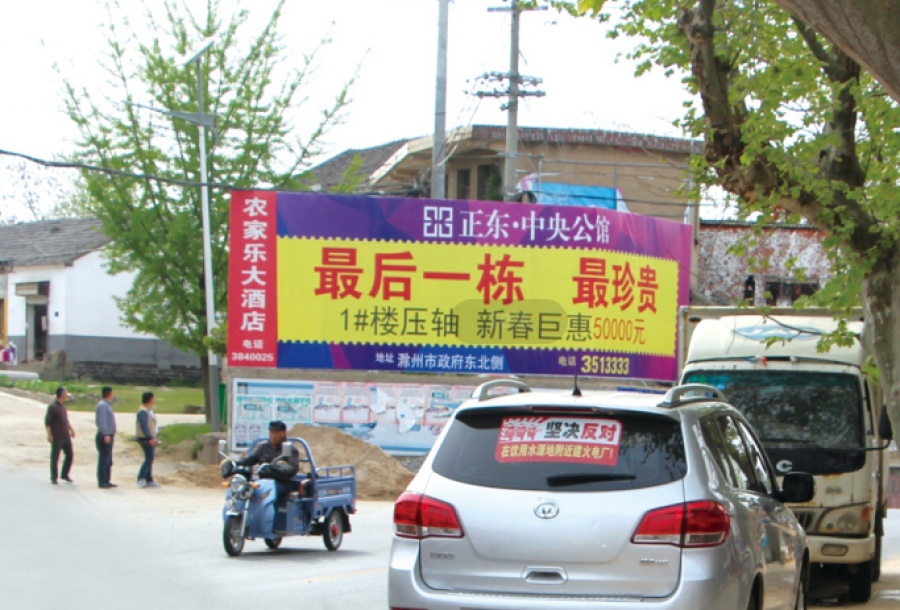 农家乐大酒店
电话
3840025
正东·中央公馆
最后一栋 最珍贵
1#楼压轴 新春巨惠50000元
地址 滁州市政府东北侧 电话 3513333
坚决反对
在饮用水源地附近建火电厂!